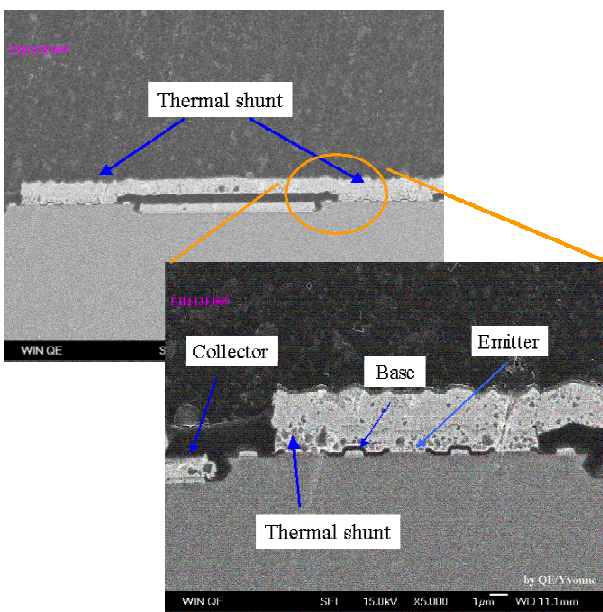 Thermal shunt
WIN QE
S
Collector
Base
Emitter
Thermal shunt
by QE/Yvonne
WIN QE SEI 15.0kV X5,000 1µm WD 11.1mm